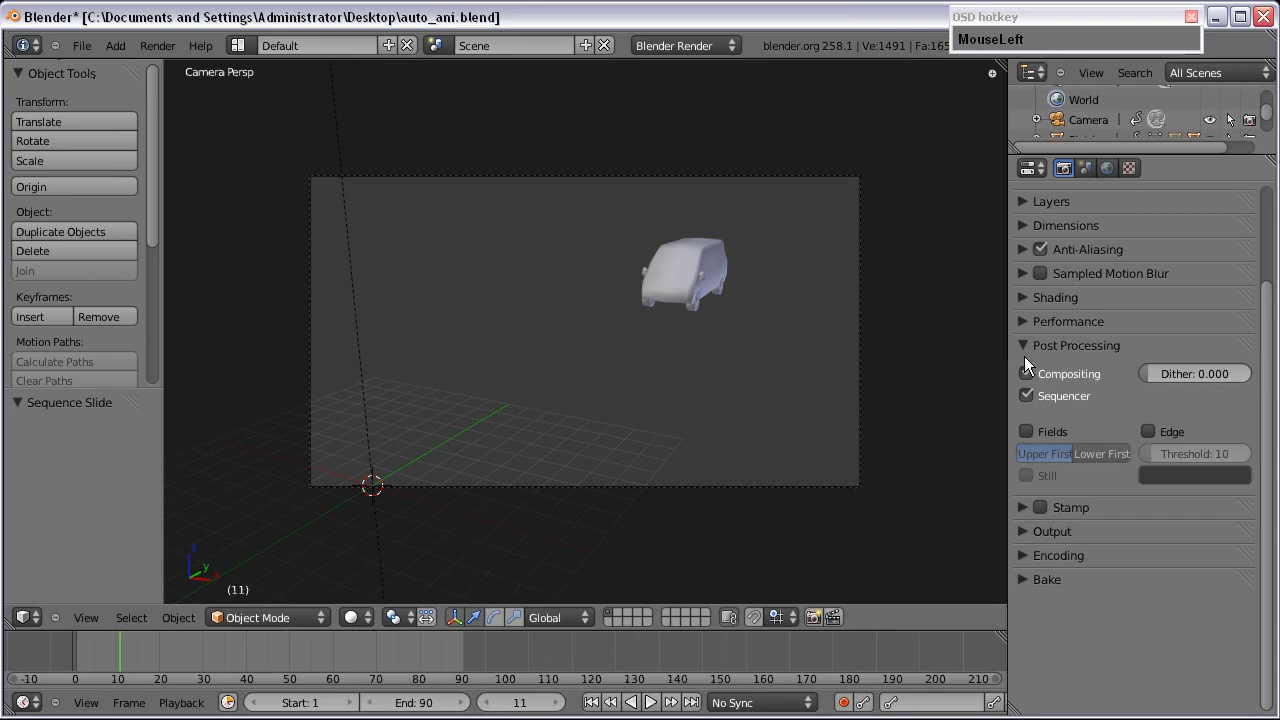 Blender* [C:\Documents and Settings\Administrator\Desktop\auto_ani.blend]
OSD hotkey
MouseLeft
File Add Render Help Default Scene Blender Render blender.org 258.1 | Ve:1491 | Fa:165
View Search All Scenes
Object Tools
Camera Persp
World
Camera
Transform:
Translate
Rotate
Scale
Origin
Object:
Duplicate Objects
Delete
Join
Keyframes:
Insert Remove
Motion Paths:
Calculate Paths
Clear Paths
Sequence Slide
Layers
Dimensions
Anti-Aliasing
Sampled Motion Blur
Shading
Performance
Post Processing
Compositing Dither: 0.000
Sequencer
Fields Edge
Upper First Lower First Threshold: 10
Still
Stamp
Output
Encoding
Bake
z
y
x
(11)
View Select Object Object Mode Global
-10 0 10 20 30 40 50 60 70 80 90 100 110 120 130 140 150 160 170 180 190 200 210
View Frame Playback Start: 1 End: 90 11 No Sync